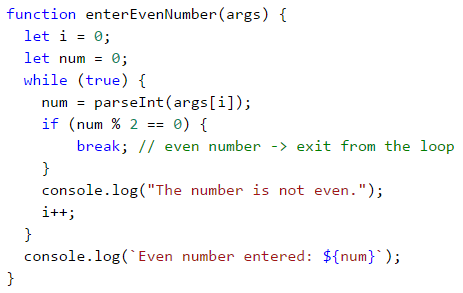 function enterEvenNumber(args) {
  let i = 0;
  let num = 0;
  while (true) {
    num = parseInt(args[i]);
    if (num % 2 == 0) {
        break; // even number -> exit from the loop
    }
    console.log("The number is not even.");
    i++;
  }
  console.log(`Even number entered: ${num}`);
}